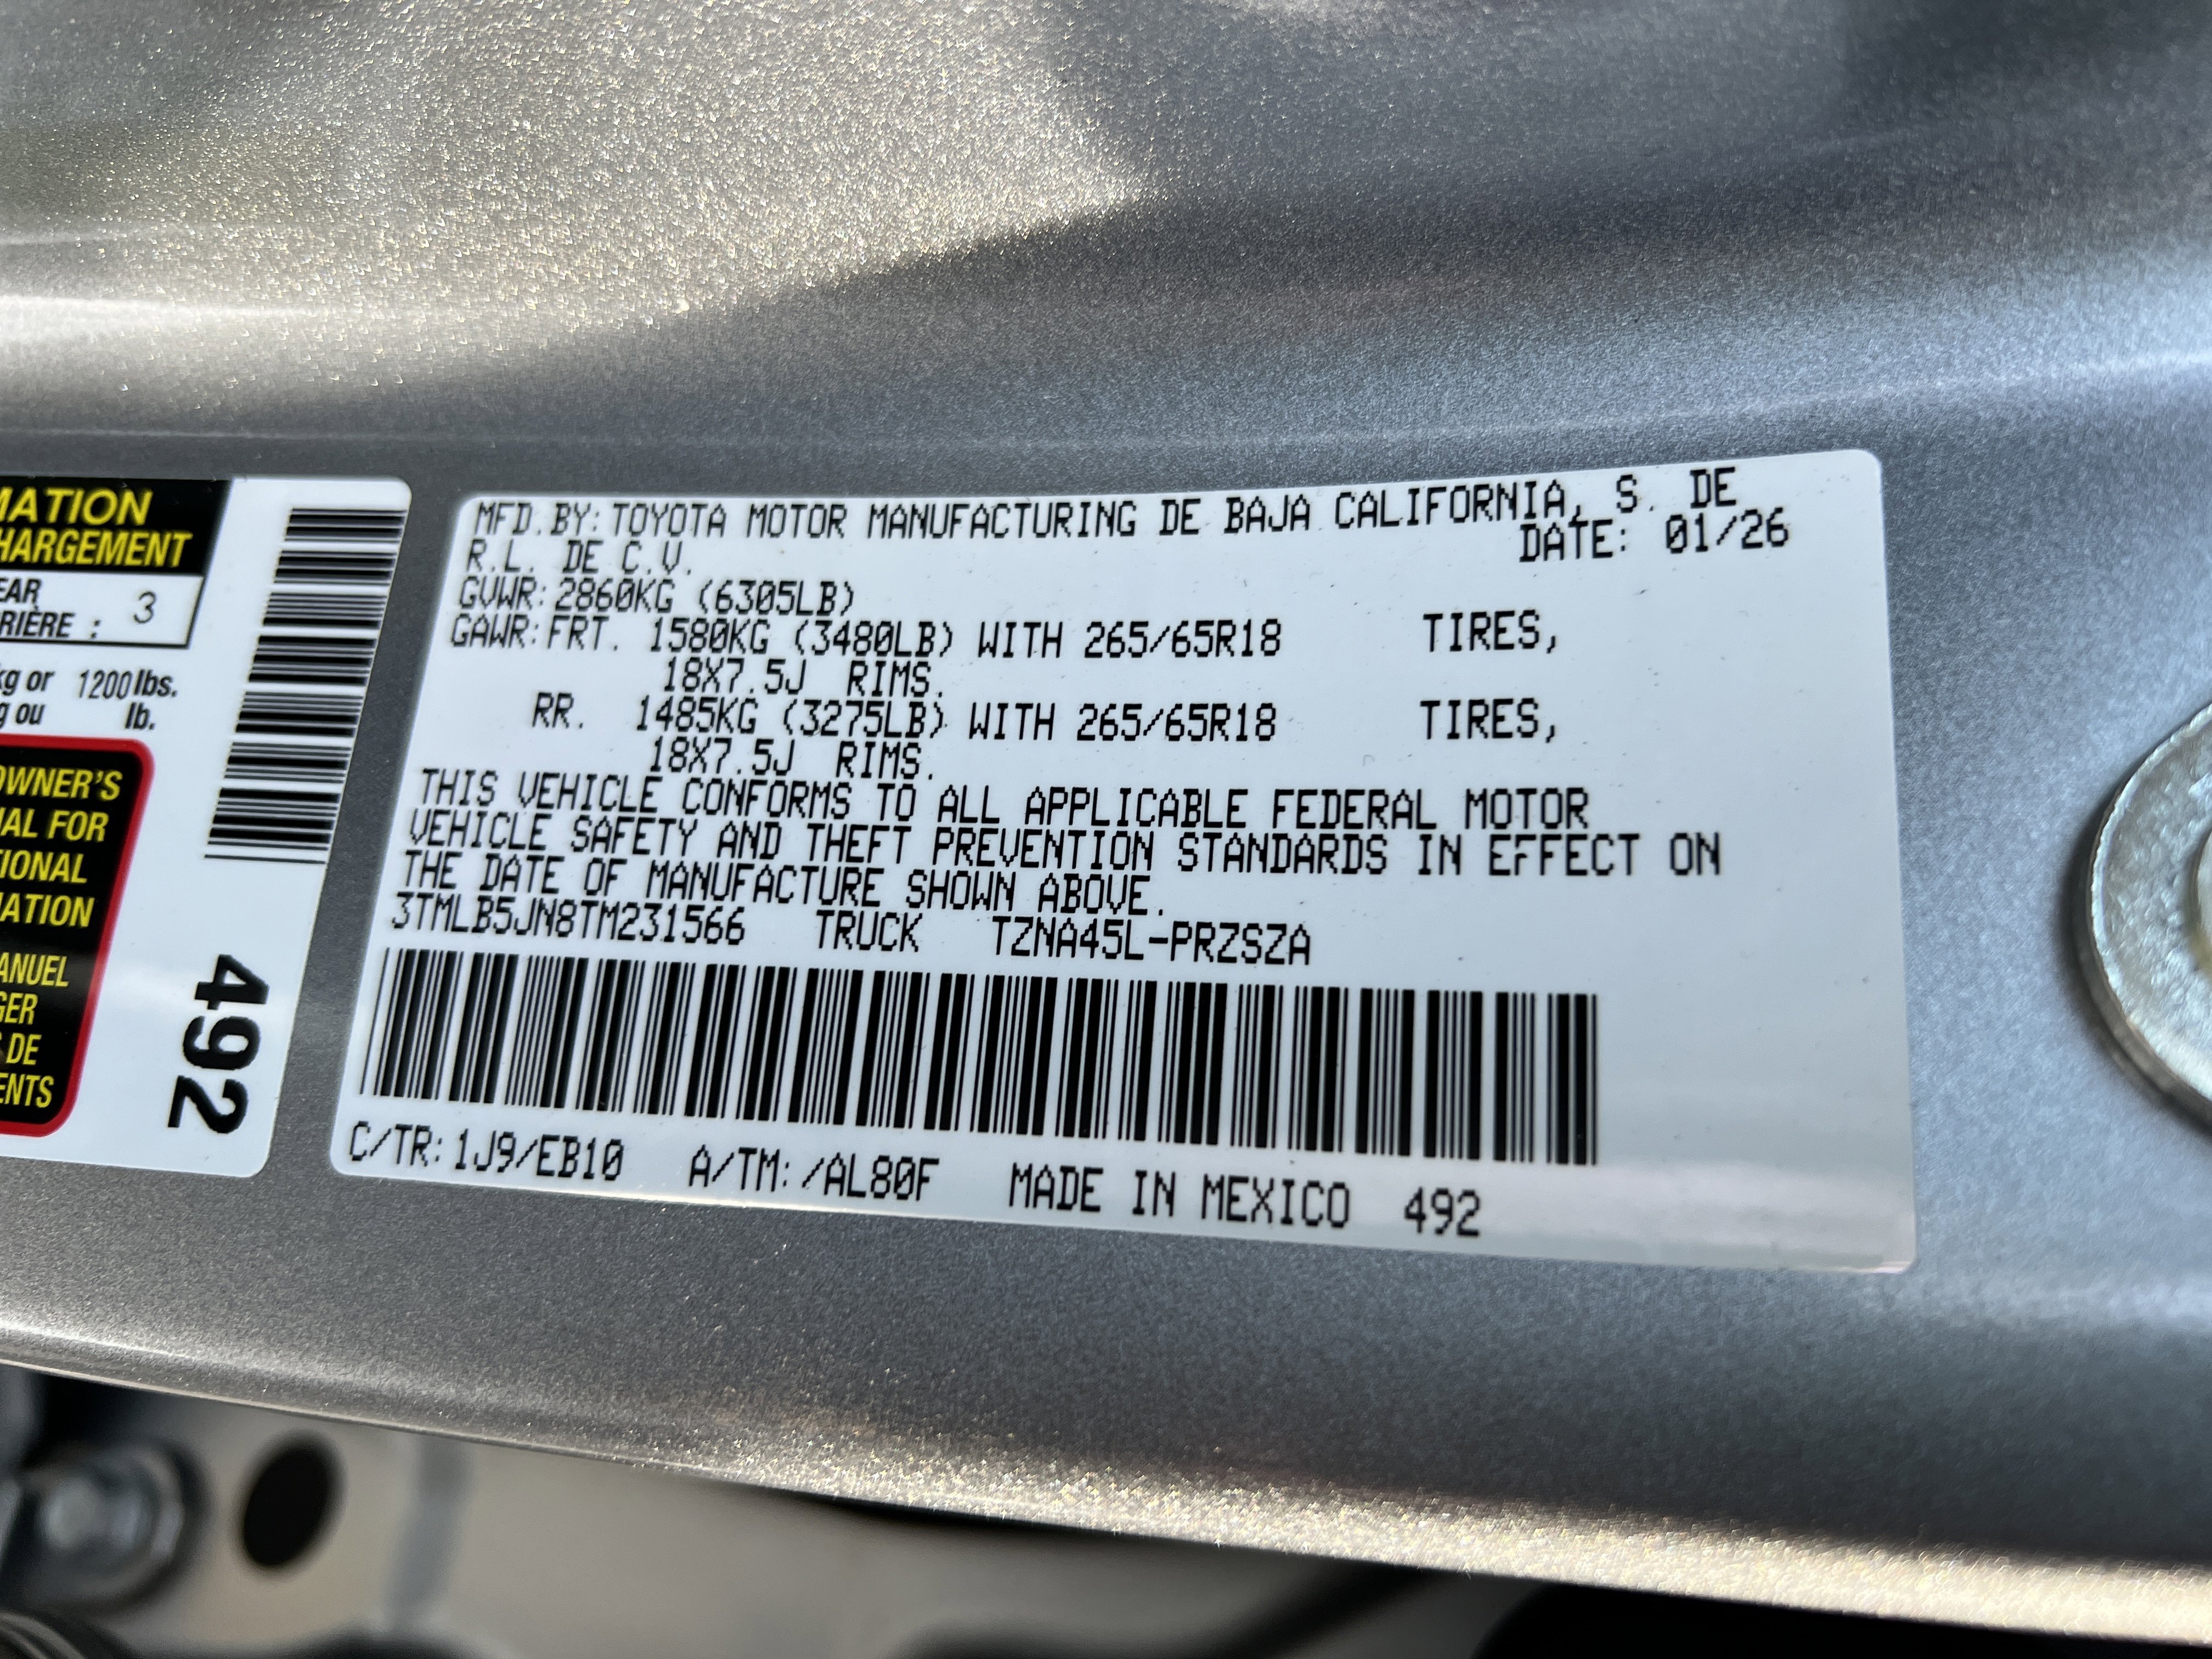 MATION
HARGEMENT
EAR
RIÈRE : 3
kg or 1200 lbs.
g ou lb.
OWNER'S
AL FOR
TIONAL
MATION
ANUEL
GER
DE
ENTS
492
MFD.BY:TOYOTA MOTOR MANUFACTURING DE BAJA CALIFORNIA, S. DE
R.L. DE C.V. DATE: 01/26
GVWR:2860KG (6305LB)
GAWR:FRT. 1580KG (3480LB) WITH 265/65R18 TIRES,
18X7.5J RIMS.
RR. 1485KG (3275LB) WITH 265/65R18 TIRES,
18X7.5J RIMS.
THIS VEHICLE CONFORMS TO ALL APPLICABLE FEDERAL MOTOR
VEHICLE SAFETY AND THEFT PREVENTION STANDARDS IN EFFECT ON
THE DATE OF MANUFACTURE SHOWN ABOVE.
3TMLB5JN8TM231566 TRUCK TZNA45L-PRZSZA
C/TR:1J9/EB10 A/TM:/AL80F MADE IN MEXICO 492